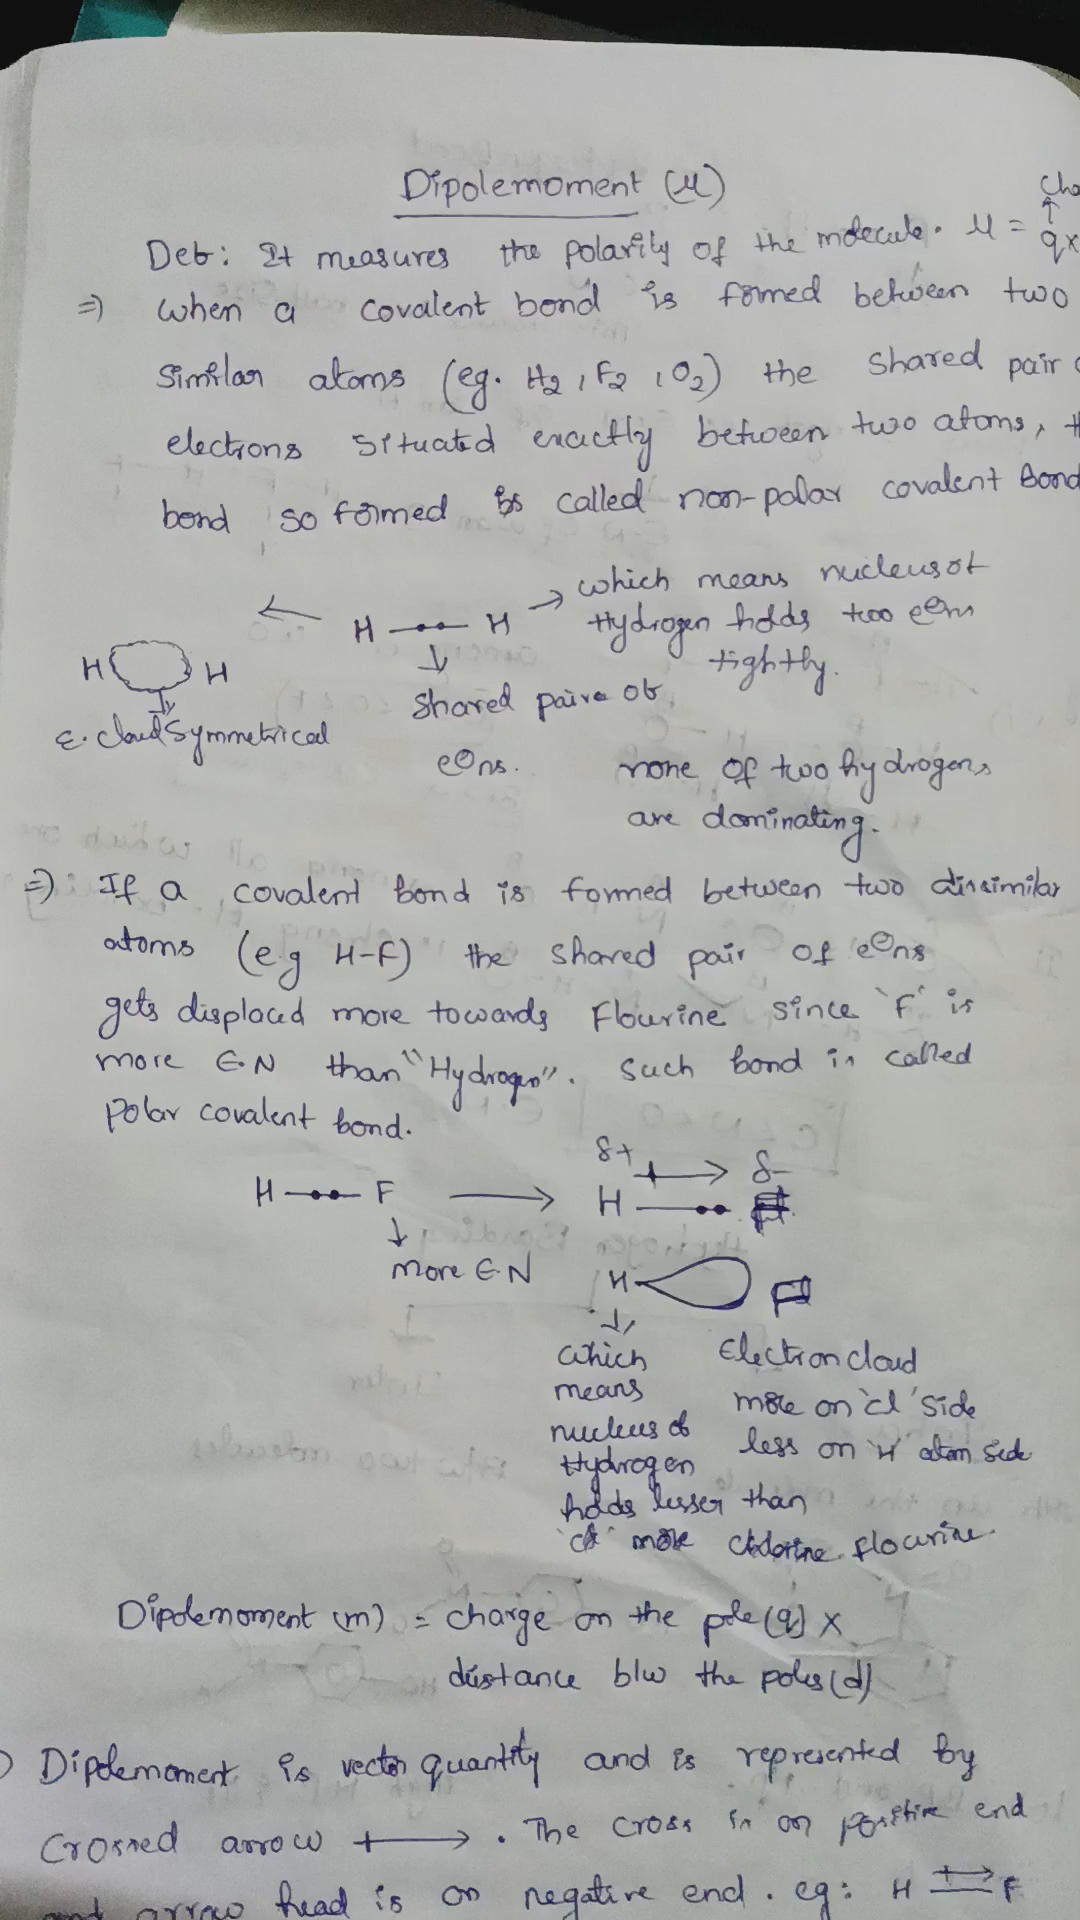 Dipolemoment (μ)
Def: It measures the polarity of the molecule. μ = qx
⇒ when a covalent bond is formed between two
Similar atoms (eg. H2, F2, O2) the shared pair
electrons situated exactly between two atoms,
bond so formed is called non-polar covalent Bond
← H —••— H → which means nucleus of
Hydrogen holds two eΘns
tightly.
H H
↓
Shared paire of
eΘns.
E. cloud Symmetrical
none of two hydrogens
are dominating.
⇒ If a covalent bond is formed between two dissimilar
atoms (eg H-F) the shared pair of eΘns
gets displaced more towards Flourine since 'F' is
more E.N than "Hydrogen". Such bond is called
Polar covalent bond.
δ+ ⟼ δ-
H —••— F ⟶ H —•• F
↓
more E.N
H F
↓
which
means
nucleus of
Hydrogen
holds lesser than
'cl' more chlorine flourine.
Electron cloud
more on 'cl' side
less on 'H' atom side
Dipolemoment (m) = charge on the pole (q) x
distance b/w the poles (d)
Dipolemoment is vector quantity and is represented by
Crossed arrow ⟼. The cross is on positive end
and arrow head is on negative end. eg: H ⟼ F